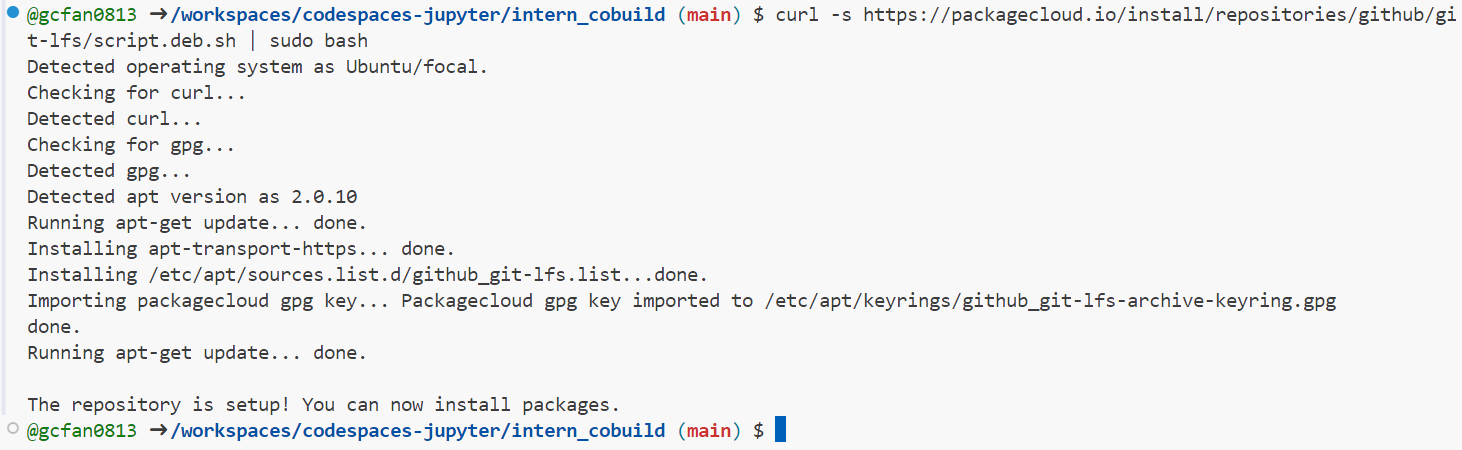 @gcfan0813 →/workspaces/codespaces-jupyter/intern_cobuild (main) $ curl -s https://packagecloud.io/install/repositories/github/gi
t-lfs/script.deb.sh | sudo bash
Detected operating system as Ubuntu/focal.
Checking for curl...
Detected curl...
Checking for gpg...
Detected gpg...
Detected apt version as 2.0.10
Running apt-get update... done.
Installing apt-transport-https... done.
Installing /etc/apt/sources.list.d/github_git-lfs.list...done.
Importing packagecloud gpg key... Packagecloud gpg key imported to /etc/apt/keyrings/github_git-lfs-archive-keyring.gpg
done.
Running apt-get update... done.
The repository is setup! You can now install packages.
@gcfan0813 →/workspaces/codespaces-jupyter/intern_cobuild (main) $